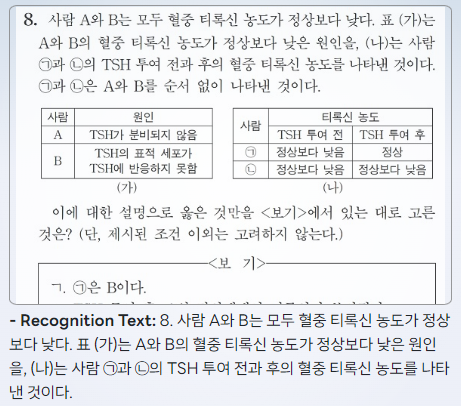 8. 사람 A와 B는 모두 혈중 티록신 농도가 정상보다 낮다. 표 (가)는
A와 B의 혈중 티록신 농도가 정상보다 낮은 원인을, (나)는 사람
㉠과 ㉡의 TSH 투여 전과 후의 혈중 티록신 농도를 나타낸 것이다.
㉠과 ㉡은 A와 B를 순서 없이 나타낸 것이다.
사람 원인
A TSH가 분비되지 않음
B TSH의 표적 세포가
TSH에 반응하지 못함
(가)
사람 티록신 농도
TSH 투여 전 TSH 투여 후
㉠ 정상보다 낮음 정상
㉡ 정상보다 낮음 정상보다 낮음
(나)
이에 대한 설명으로 옳은 것만을 <보기>에서 있는 대로 고른
것은? (단, 제시된 조건 이외는 고려하지 않는다.)
<보 기>
ㄱ. ㉠은 B이다.
- Recognition Text: 8. 사람 A와 B는 모두 혈중 티록신 농도가 정상
보다 낮다. 표 (가)는 A와 B의 혈중 티록신 농도가 정상보다 낮은 원인
을, (나)는 사람 ㉠과 ㉡의 TSH 투여 전과 후의 혈중 티록신 농도를 나타
낸 것이다.